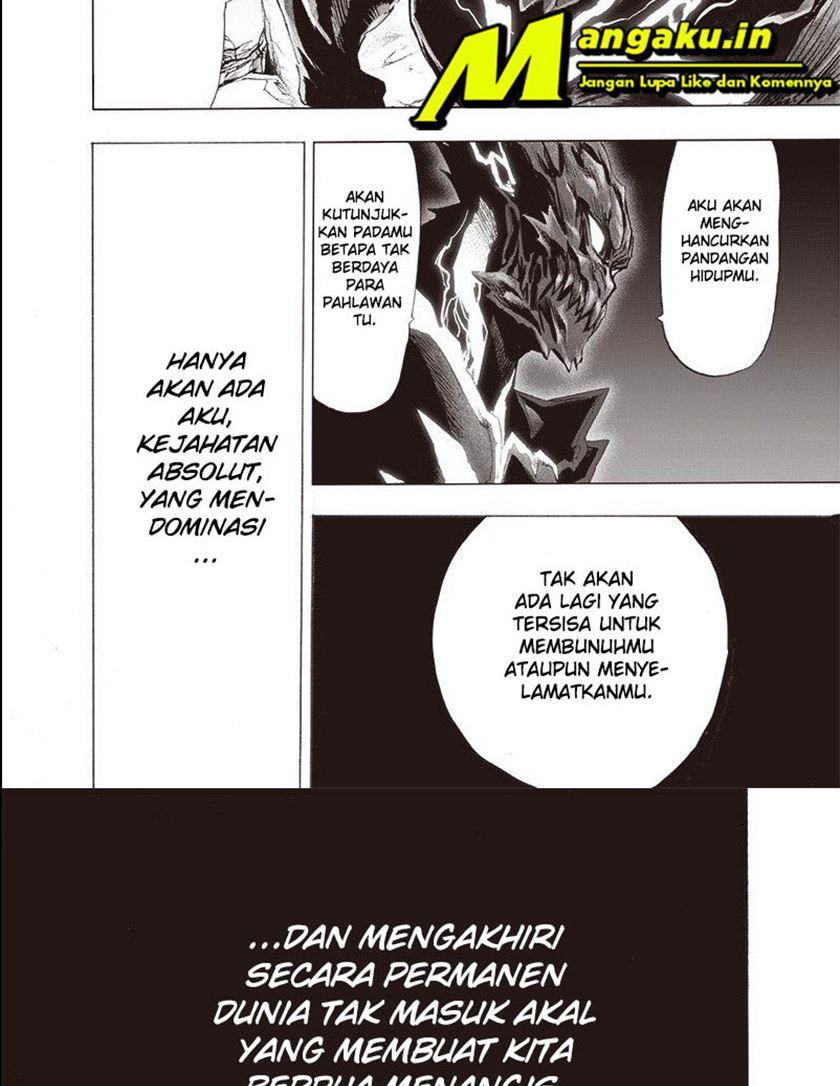 Mangaku.in
Jangan Lupa Like dan Komennya
AKU AKAN
MENG-
HANCURKAN
PANDANGAN
HIDUPMU.
AKAN
KUTUNJUK-
KAN PADAMU
BETAPA TAK
BERDAYA
PARA
PAHLAWAN
TU.
TAK AKAN
ADA LAGI YANG
TERSISA UNTUK
MEMBUNUHMU
ATAUPUN MENYE-
LAMATKANMU.
HANYA
AKAN ADA
AKU,
KEJAHATAN
ABSOLUT,
YANG MEN-
DOMINASI
...
...DAN MENGAKHIRI
SECARA PERMANEN
DUNIA TAK MASUK AKAL
YANG MEMBUAT KITA
BERDUA MENANGIS